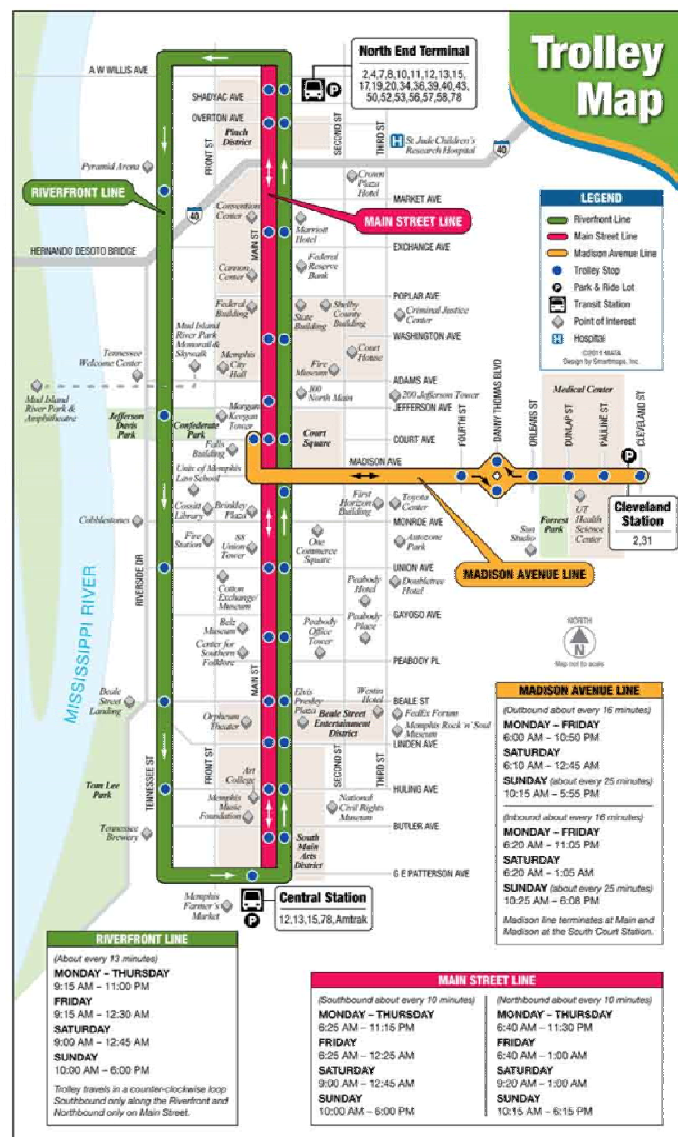 Trolley
Map
North End Terminal
2,4,7,8,10,11,12,13,15,
17,19,20,34,36,39,40,43,
50,52,53,56,57,58,78
P
A W WILLIS AVE
SHADYAC AVE
OVERTON AVE
Pinch
District
FRONT ST
SECOND ST
THIRD ST
H
St Jude Children's
Research Hospital
40
Pyramid Arena
Crown
Plaza
Hotel
RIVERFRONT LINE
40
Convention
Center
MAIN ST
MARKET AVE
MAIN STREET LINE
Marriott
Hotel
HERNANDO DESOTO BRIDGE
EXCHANGE AVE
Cannon
Center
Federal
Reserve
Bank
LEGEND
Riverfront Line
Main Street Line
Madison Avenue Line
Trolley Stop
P
Park & Ride Lot
Transit Station
Point of Interest
H
Hospital
©2011 MATA
Design by Smartmaps, Inc.
POPLAR AVE
Federal
Building
State
Building
Shelby
County
Building
Criminal Justice
Center
Mud Island
River Park
Monorail &
Skywalk
WASHINGTON AVE
Tennessee
Welcome Center
Memphis
City
Hall
Fire
Museum
Court
House
ADAMS AVE
Mud Island
River Park &
Amphitheatre
100
North Main
200 Jefferson Tower
JEFFERSON AVE
Jefferson
Davis
Park
Confederate
Park
Morgan
Keegan
Tower
Court
Square
COURT AVE
Falls
Building
FOURTH ST
DANNY THOMAS BLVD
ORLEANS ST
Medical Center
DUNLAP ST
PAULINE ST
CLEVELAND ST
P
MADISON AVE
Univ. of Memphis
Law School
Cossitt
Library
Brinkley
Plaza
First
Horizon
Building
Toyota
Center
MONROE AVE
Cleveland
Station
2,31
Forrest
Park
UT
Health
Science
Center
Sun
Studio
Cobblestones
Fire
Station
88
Union
Tower
One
Commerce
Square
Autozone
Park
UNION AVE
MADISON AVENUE LINE
RIVERSIDE DR
MISSISSIPPI RIVER
Cotton
Exchange/
Museum
Peabody
Hotel
Doubletree
Hotel
GAYOSO AVE
Belz
Museum
Center for
Southern
Folklore
Peabody
Office
Tower
Peabody
Place
NORTH
N
Map not to scale
MAIN ST
PEABODY PL
Beale
Street
Landing
Elvis
Presley
Plaza
Westin
Hotel
BEALE ST
Orpheum
Theater
Beale Street
Entertainment
District
FedEx Forum
Memphis Rock 'n' Soul
Museum
LINDEN AVE
TENNESSEE ST
FRONT ST
SECOND ST
THIRD ST
Tom Lee
Park
Art
College
Memphis
Music
Foundation
National
Civil Rights
Museum
HULING AVE
BUTLER AVE
Tennessee
Brewery
South
Main
Arts
District
G E PATTERSON AVE
Memphis
Farmer's
Market
P
Central Station
12,13,15,78, Amtrak
MADISON AVENUE LINE
(Outbound about every 16 minutes)
MONDAY – FRIDAY
6:00 AM – 10:50 PM
SATURDAY
6:10 AM – 12:45 AM
SUNDAY (about every 25 minutes)
10:15 AM – 5:55 PM
(Inbound about every 16 minutes)
MONDAY – FRIDAY
6:20 AM – 11:05 PM
SATURDAY
6:20 AM – 1:05 AM
SUNDAY (about every 25 minutes)
10:25 AM – 6:08 PM
Madison line terminates at Main and
Madison at the South Court Station.
RIVERFRONT LINE
(About every 13 minutes)
MONDAY – THURSDAY
9:15 AM – 11:00 PM
FRIDAY
9:15 AM – 12:30 AM
SATURDAY
9:00 AM – 12:45 AM
SUNDAY
10:00 AM – 6:00 PM
Trolley travels in a counter-clockwise loop
Southbound only along the Riverfront and
Northbound only on Main Street.
MAIN STREET LINE
(Southbound about every 10 minutes)
MONDAY – THURSDAY
6:25 AM – 11:15 PM
FRIDAY
6:25 AM – 12:25 AM
SATURDAY
9:00 AM – 12:45 AM
SUNDAY
10:00 AM – 6:00 PM
(Northbound about every 10 minutes)
MONDAY – THURSDAY
6:40 AM – 11:30 PM
FRIDAY
6:40 AM – 1:00 AM
SATURDAY
9:20 AM – 1:00 AM
SUNDAY
10:15 AM – 6:15 PM